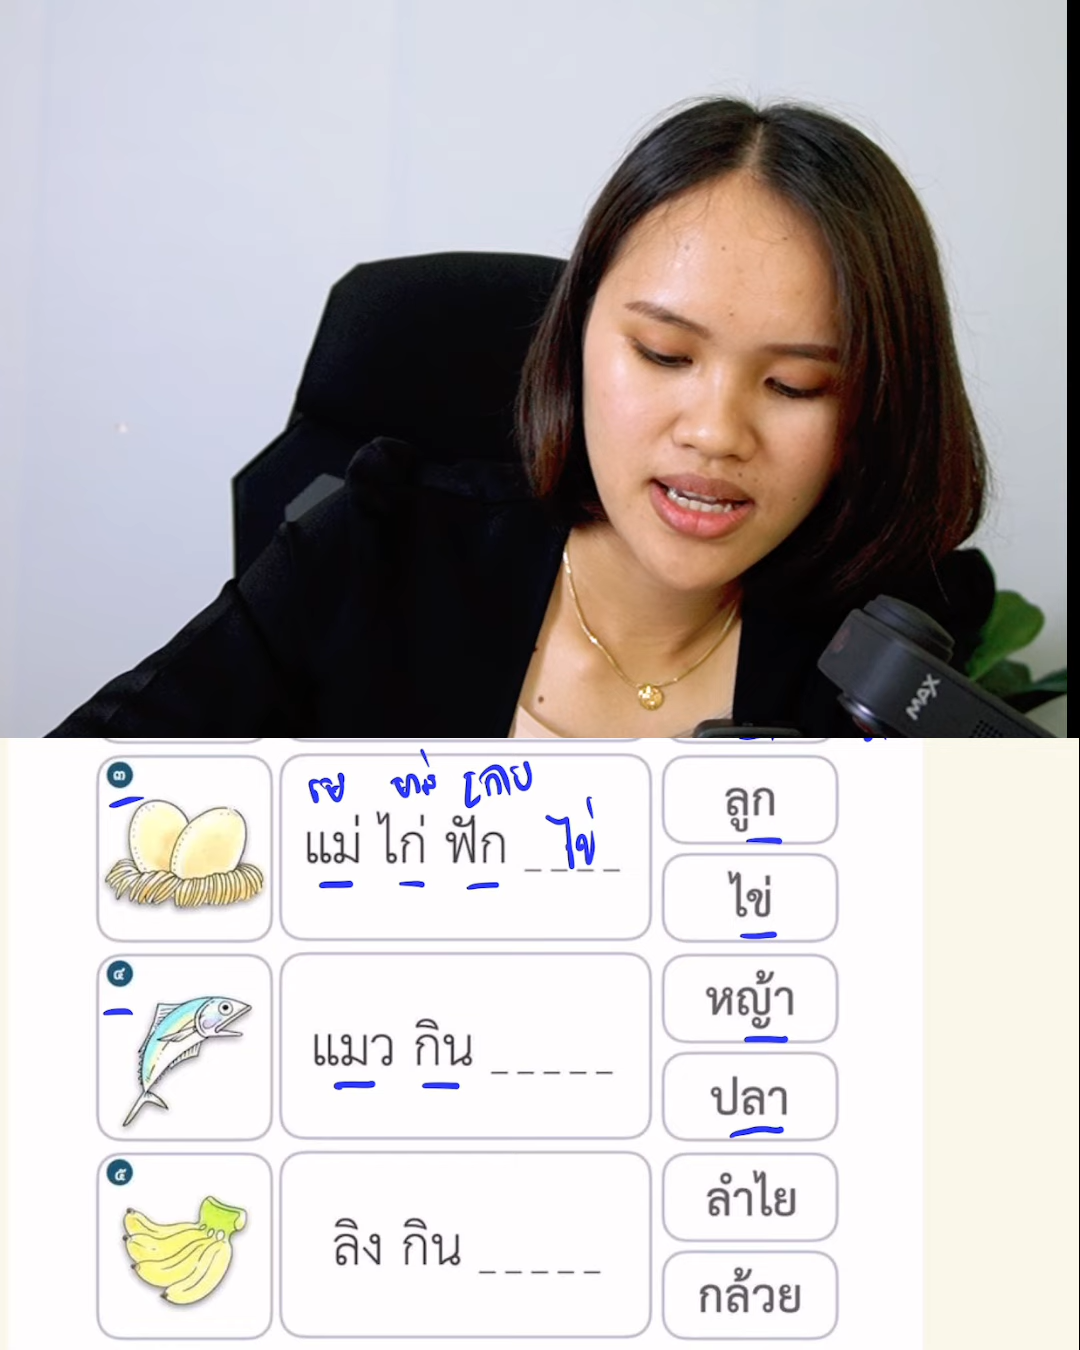 MAX
๓
แม่ ไก่ ฟัก ไข่
ลูก
ไข่
๔
แมว กิน _____
หญ้า
ปลา
๕
ลิง กิน _____
ลำไย
กล้วย